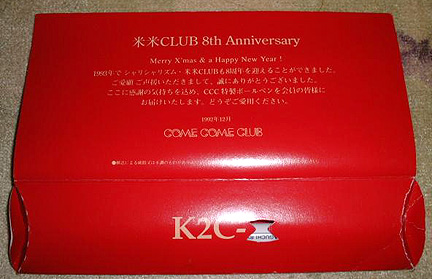 米米CLUB 8th Anniversary
Merry X'mas & a Happy New Year !
1993年で シャリシャリズム・米米CLUBも8周年を迎えることができました。
ご愛顧 ご声援いただきまして、誠にありがとうございました。
ここに感謝の気持ちを込め、CCC 特製ボールペンを会員の皆様に
お届けいたします。どうぞご愛用ください。
1992年12月
COME COME CLUB
K2C-